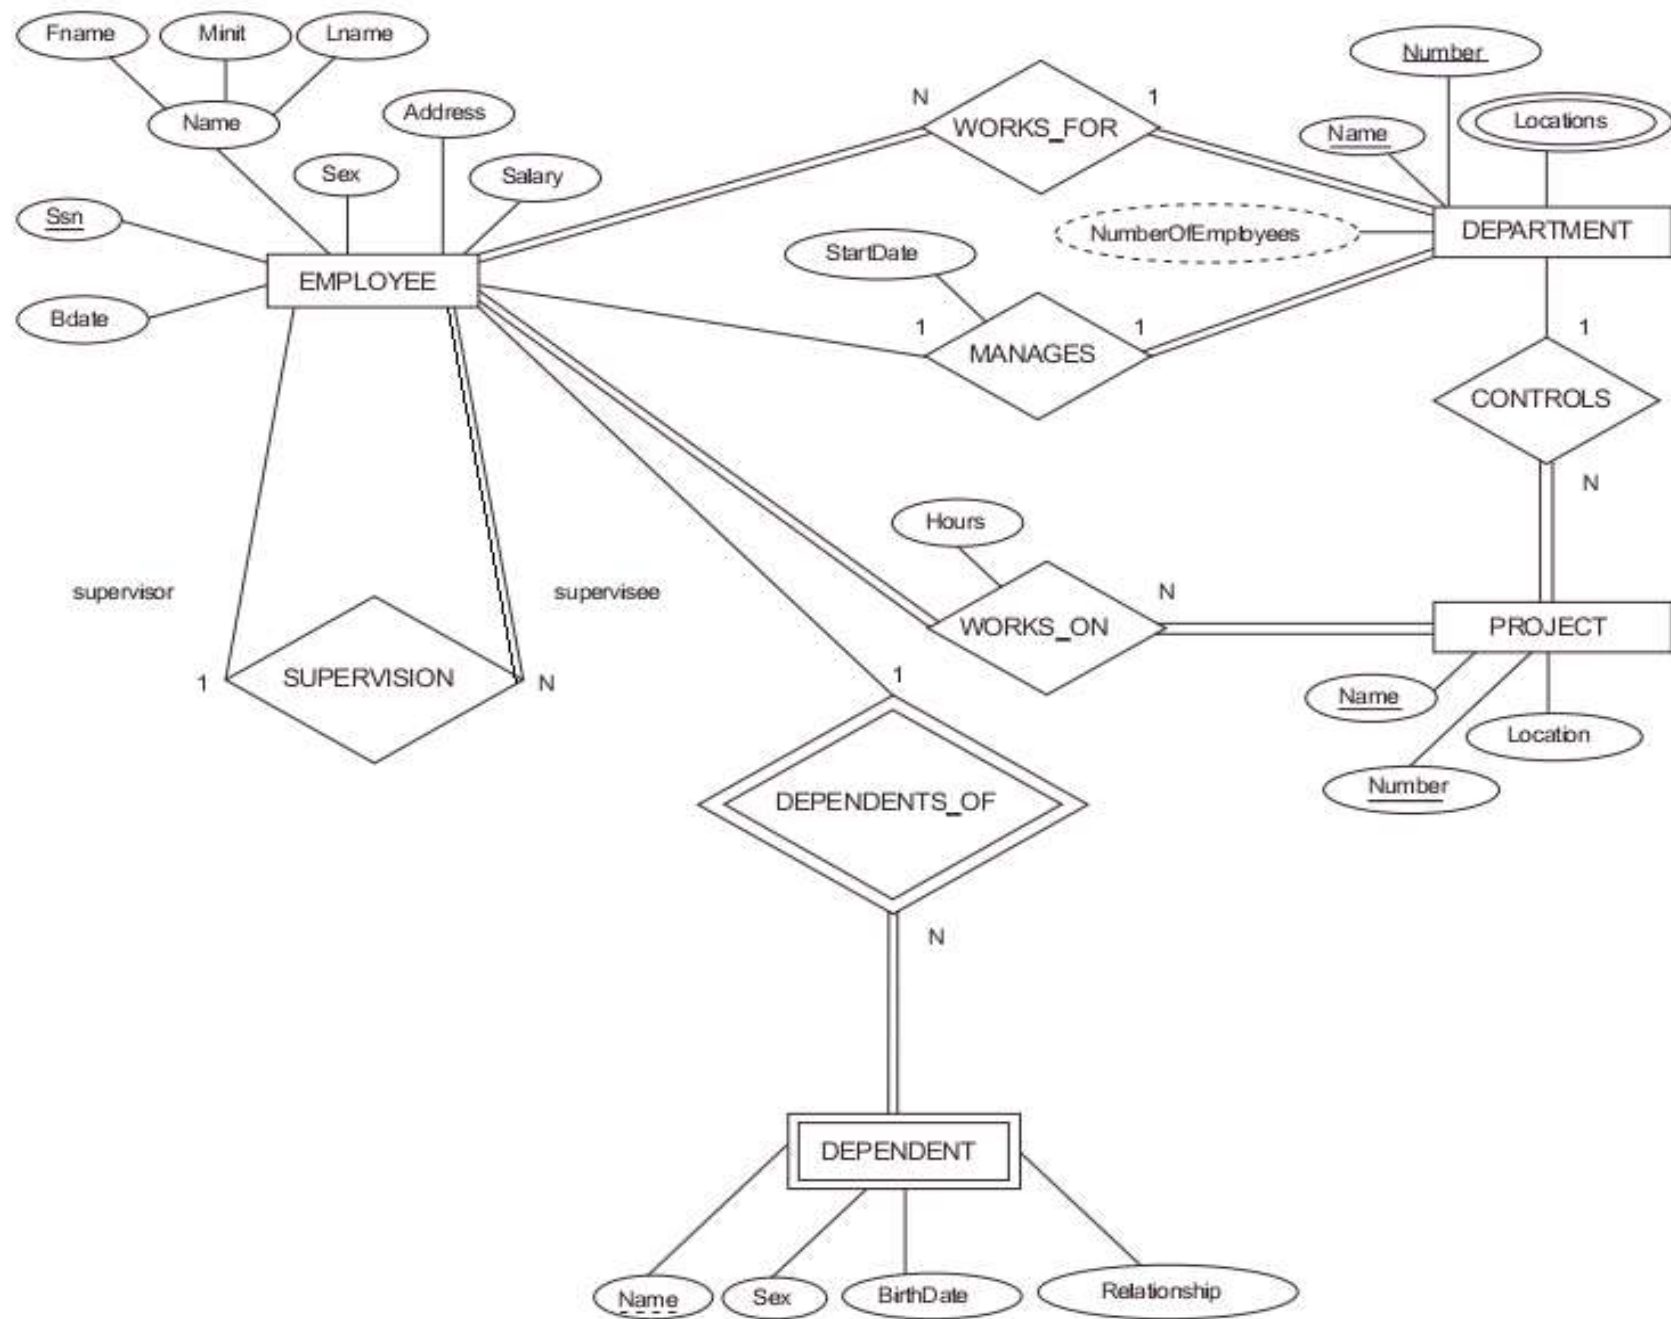 Fname
Minit
Lname
Name
Address
Sex
Salary
Ssn
Bdate
EMPLOYEE
N
WORKS_FOR
1
Number
Name
Locations
NumberOfEmployees
DEPARTMENT
StartDate
1
MANAGES
1
1
CONTROLS
N
supervisor
supervisee
1
SUPERVISION
N
Hours
WORKS_ON
N
PROJECT
Name
Number
Location
1
DEPENDENTS_OF
N
DEPENDENT
Name
Sex
BirthDate
Relationship